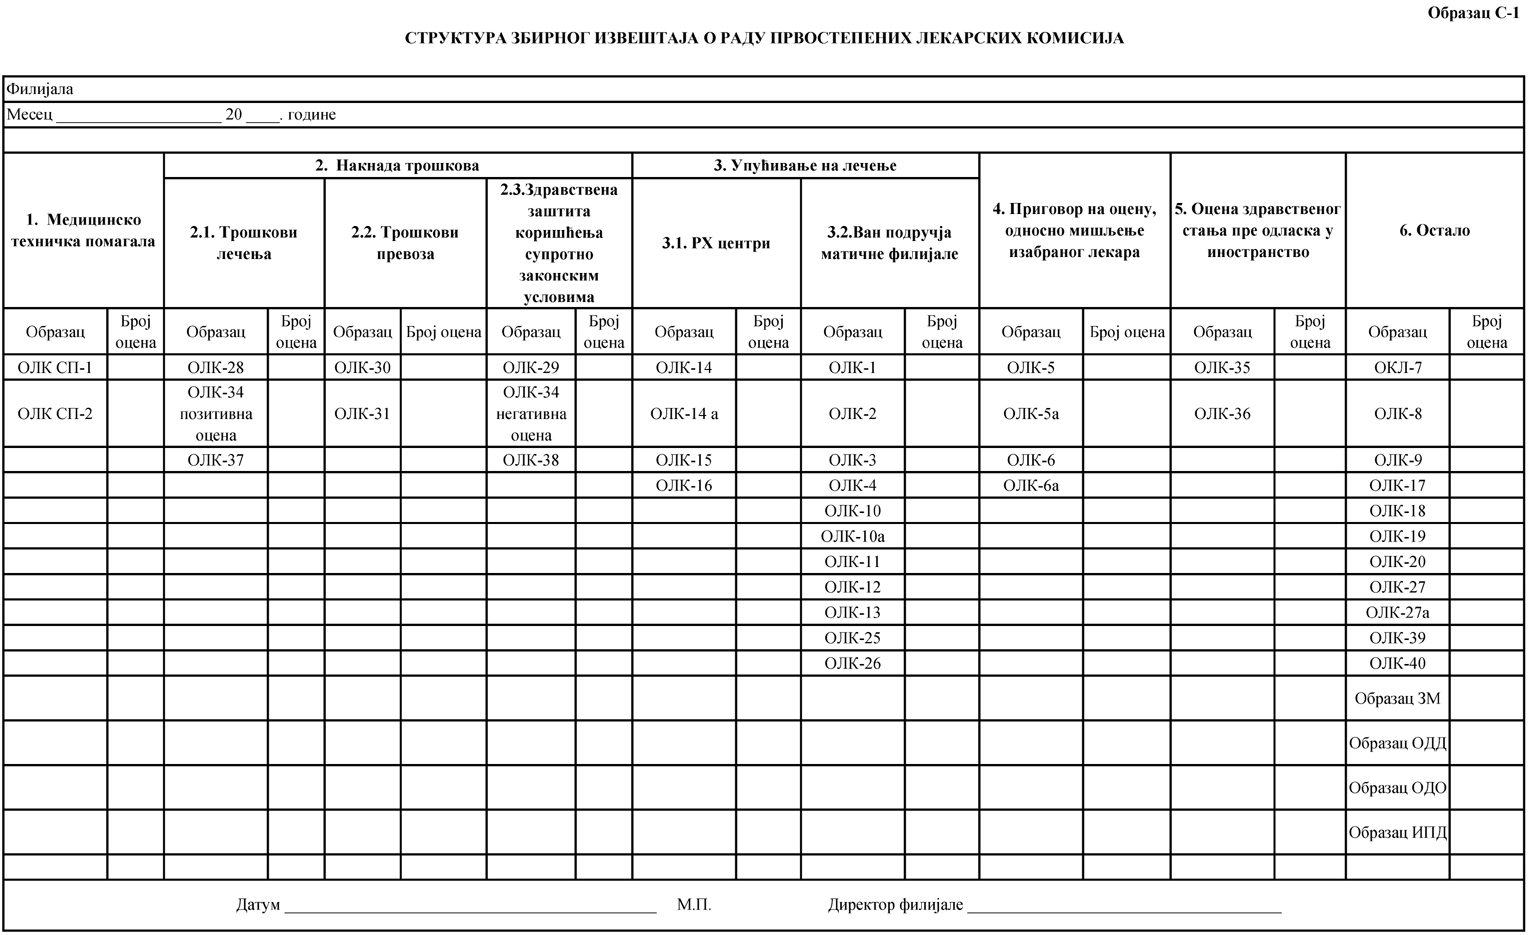 Образац С-1
СТРУКТУРА ЗБИРНОГ ИЗВЕШТАЈА О РАДУ ПРВОСТЕПЕНИХ ЛЕКАРСКИХ КОМИСИЈА
Филијала
Месец ____________________ 20 ____. године
1. Медицинско техничка помагала
2. Накнада трошкова
3. Упућивање на лечење
4. Приговор на оцену, односно мишљење изабраног лекара
5. Оцена здравственог стања пре одласка у иностранство
6. Остало
2.1. Трошкови лечења
2.2. Трошкови превоза
2.3.Здравствена заштита коришћења супротно законским условима
3.1. РХ центри
3.2.Ван подручја матичне филијале
Образац Број оцена Образац Број оцена Образац Број оцена Образац Број оцена Образац Број оцена Образац Број оцена Образац Број оцена Образац Број оцена Образац Број оцена
ОЛК СП-1 ОЛК-28 ОЛК-30 ОЛК-29 ОЛК-14 ОЛК-1 ОЛК-5 ОЛК-35 ОКЛ-7
ОЛК СП-2 ОЛК-34 позитивна оцена ОЛК-31 ОЛК-34 негативна оцена ОЛК-14 а ОЛК-2 ОЛК-5а ОЛК-36 ОЛК-8
ОЛК-37 ОЛК-38 ОЛК-15 ОЛК-3 ОЛК-6 ОЛК-9
ОЛК-16 ОЛК-4 ОЛК-6а ОЛК-17
ОЛК-10 ОЛК-18
ОЛК-10а ОЛК-19
ОЛК-11 ОЛК-20
ОЛК-12 ОЛК-27
ОЛК-13 ОЛК-27а
ОЛК-25 ОЛК-39
ОЛК-26 ОЛК-40
Образац ЗМ
Образац ОДД
Образац ОДО
Образац ИПД
Датум _____________________________________________ М.П. Директор филијале ______________________________________